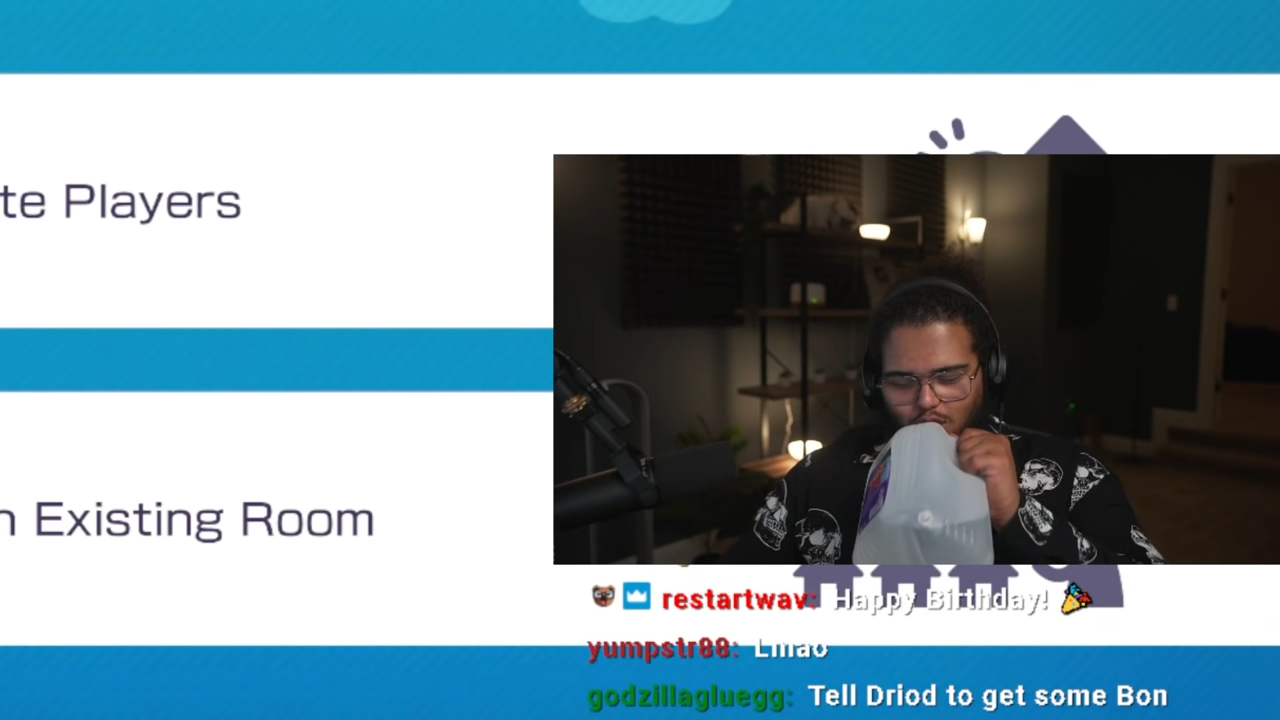 te Players
n Existing Room
restartwav: Happy Birthday! 🎉
yumpstr88: Lmao
godzillagluegg: Tell Driod to get some Bon